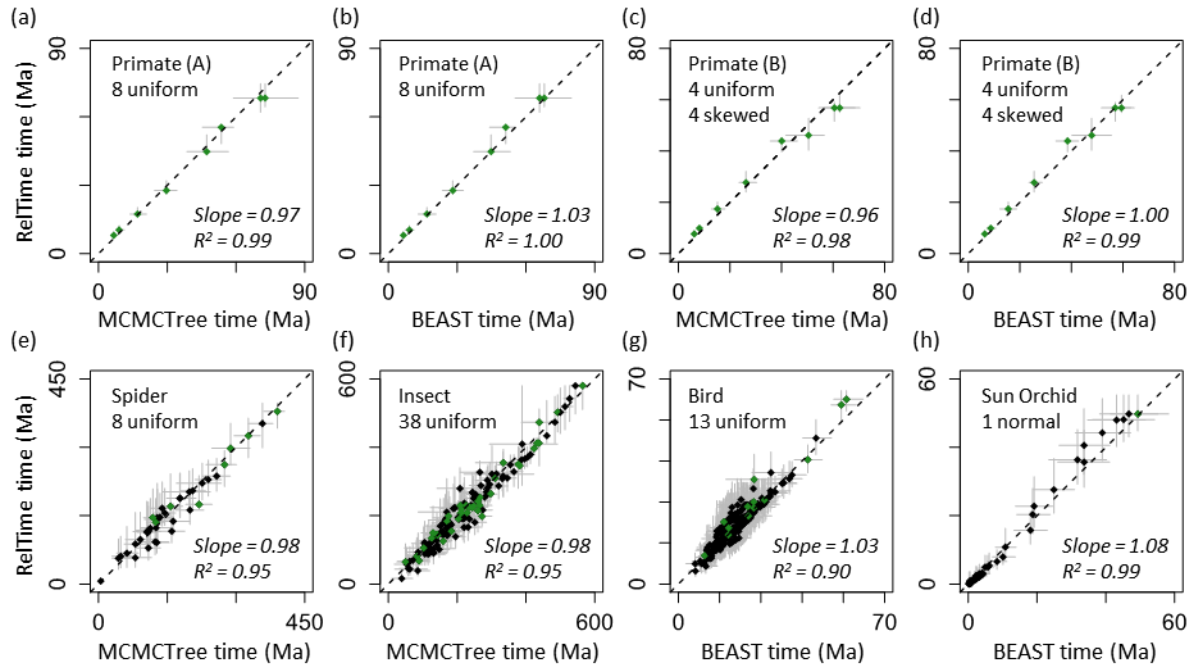 (a)
90
Primate (A)
8 uniform
Slope = 0.97
R² = 0.99
0
0
90
MCMCTree time (Ma)
RelTime time (Ma)
(b)
90
Primate (A)
8 uniform
Slope = 1.03
R² = 1.00
0
0
90
BEAST time (Ma)
(c)
80
Primate (B)
4 uniform
4 skewed
Slope = 0.96
R² = 0.98
0
0
80
MCMCTree time (Ma)
(d)
80
Primate (B)
4 uniform
4 skewed
Slope = 1.00
R² = 0.99
0
0
80
BEAST time (Ma)
(e)
450
Spider
8 uniform
Slope = 0.98
R² = 0.95
0
0
450
MCMCTree time (Ma)
RelTime time (Ma)
(f)
600
Insect
38 uniform
Slope = 0.98
R² = 0.95
0
0
600
MCMCTree time (Ma)
(g)
70
Bird
13 uniform
Slope = 1.03
R² = 0.90
0
0
70
BEAST time (Ma)
(h)
60
Sun Orchid
1 normal
Slope = 1.08
R² = 0.99
0
0
80
BEAST time (Ma)